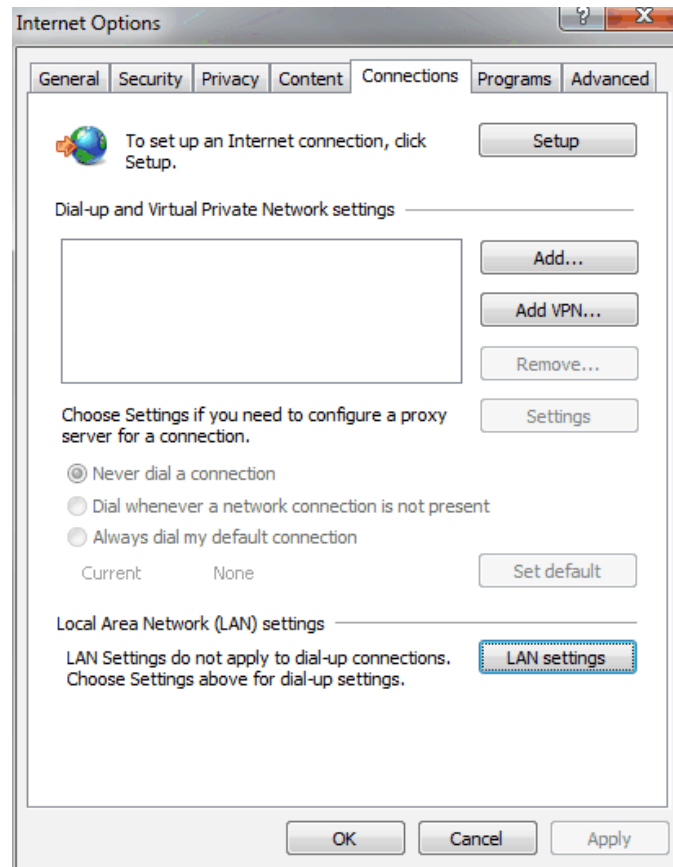 Internet Options
?
X
General Security Privacy Content Connections Programs Advanced
To set up an Internet connection, click
Setup.
Setup
Dial-up and Virtual Private Network settings
Add...
Add VPN...
Remove...
Choose Settings if you need to configure a proxy
server for a connection.
Settings
Never dial a connection
Dial whenever a network connection is not present
Always dial my default connection
Current None
Set default
Local Area Network (LAN) settings
LAN Settings do not apply to dial-up connections.
Choose Settings above for dial-up settings.
LAN settings
OK Cancel Apply